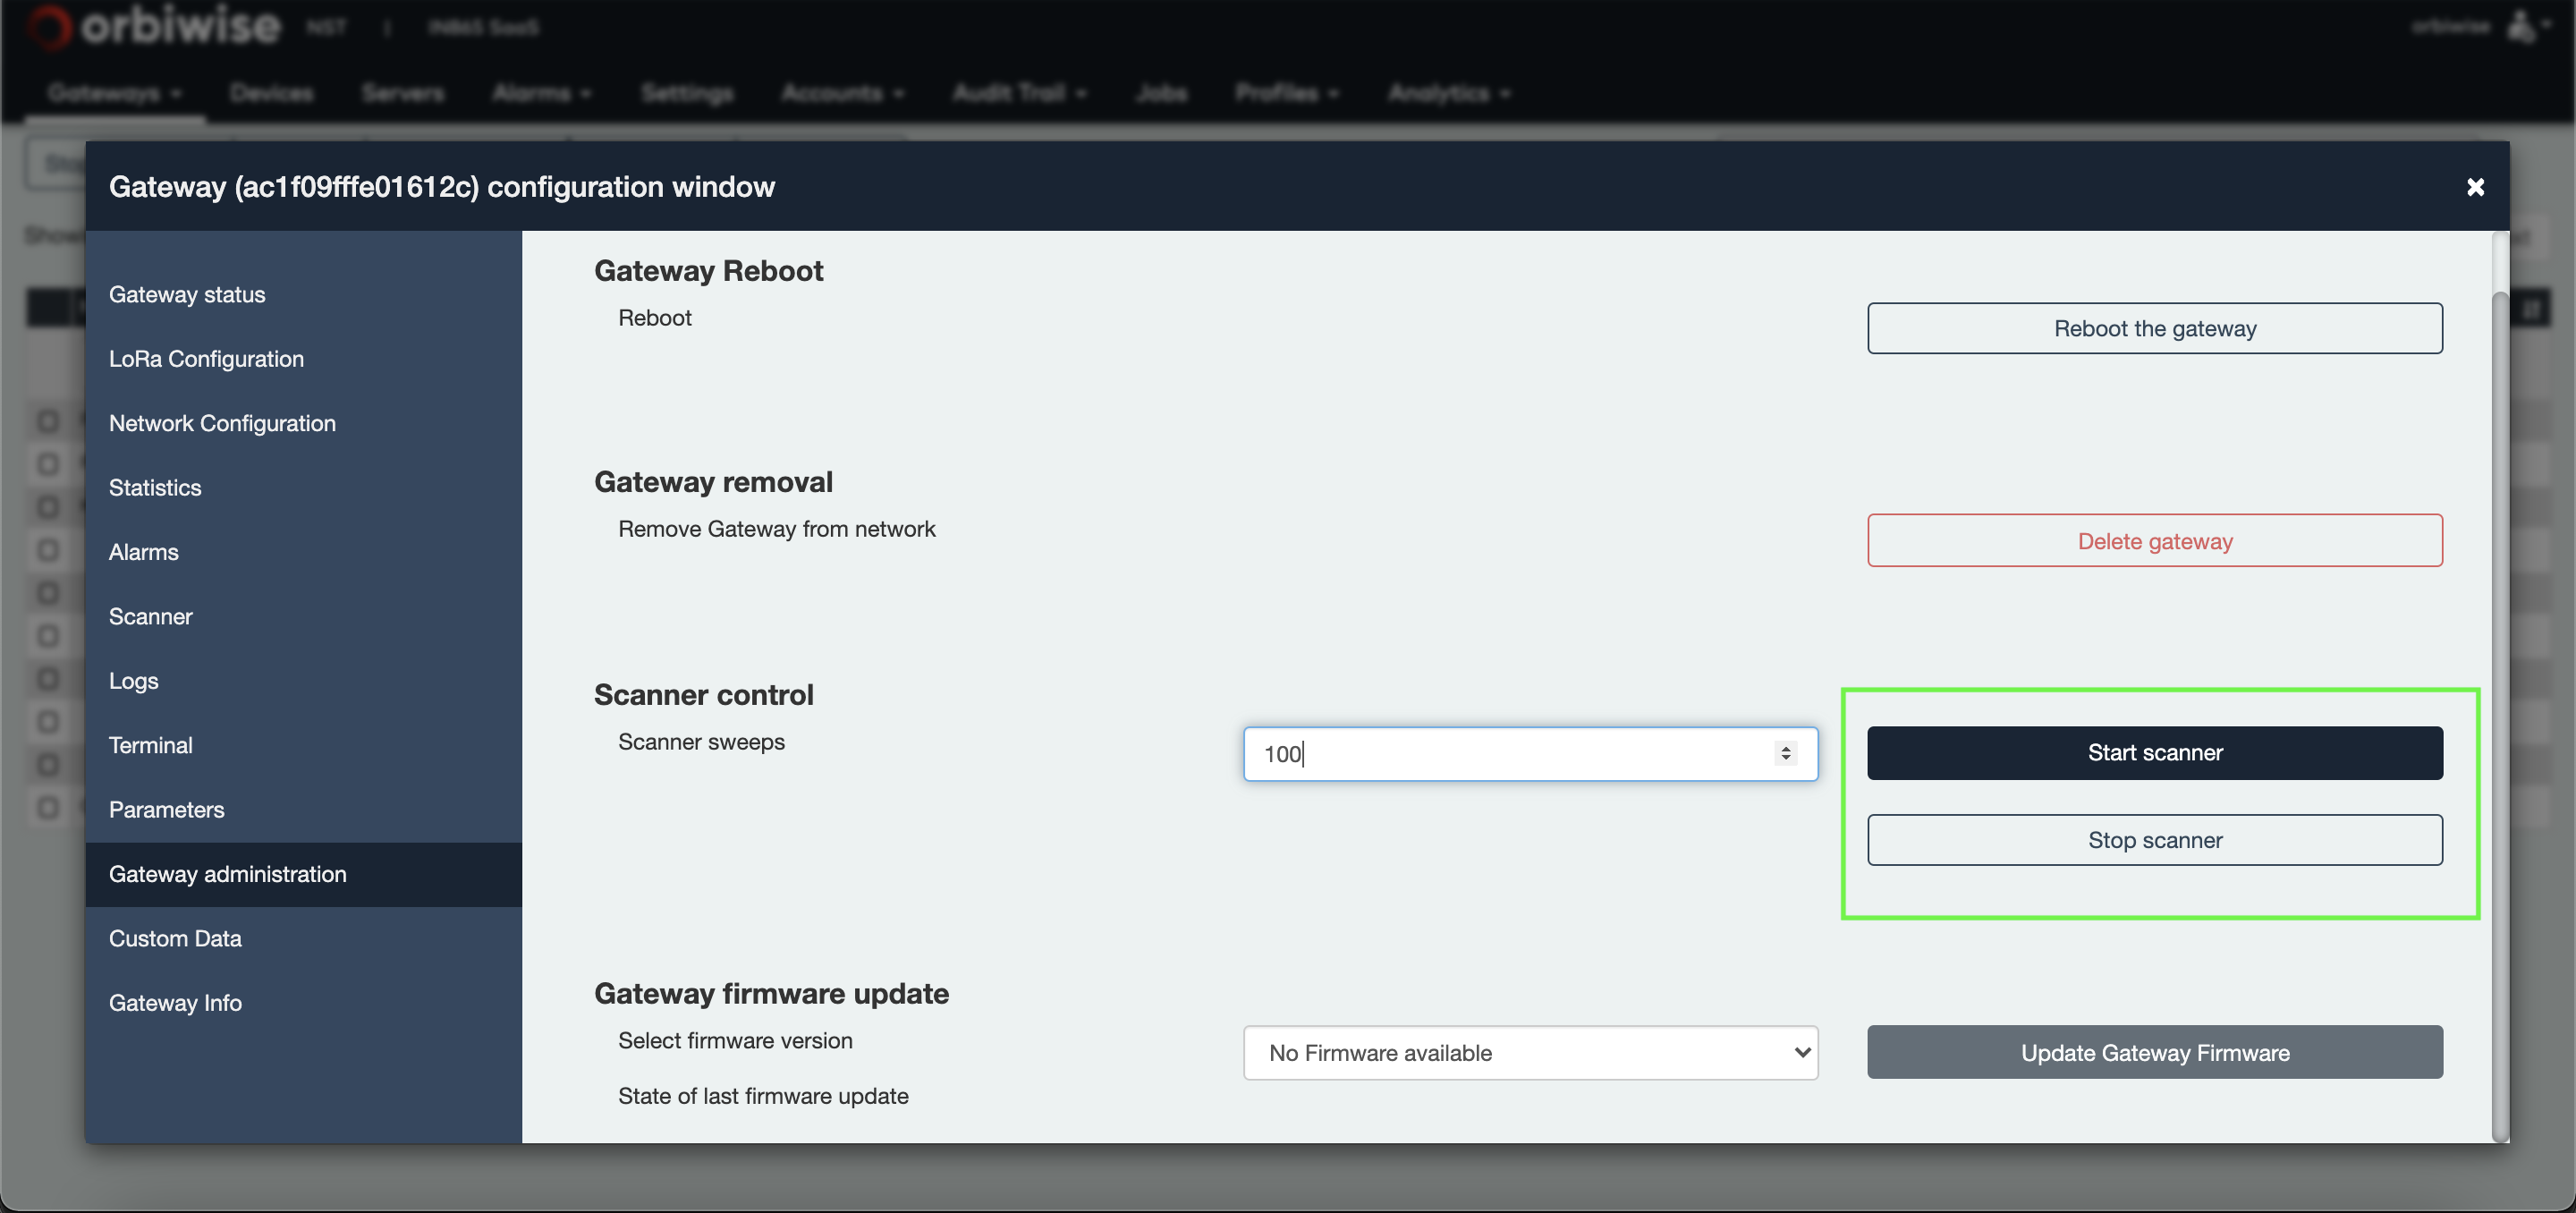 orbiwise NST | IN865 SaaS orbiwise
Gateways Devices Servers Alarms Settings Accounts Audit Trail Jobs Profiles Analytics
Gateway (ac1f09fffe01612c) configuration window
Gateway status
LoRa Configuration
Network Configuration
Statistics
Alarms
Scanner
Logs
Terminal
Parameters
Gateway administration
Custom Data
Gateway Info
Gateway Reboot
Reboot
Reboot the gateway
Gateway removal
Remove Gateway from network
Delete gateway
Scanner control
Scanner sweeps
100
Start scanner
Stop scanner
Gateway firmware update
Select firmware version
No Firmware available
Update Gateway Firmware
State of last firmware update